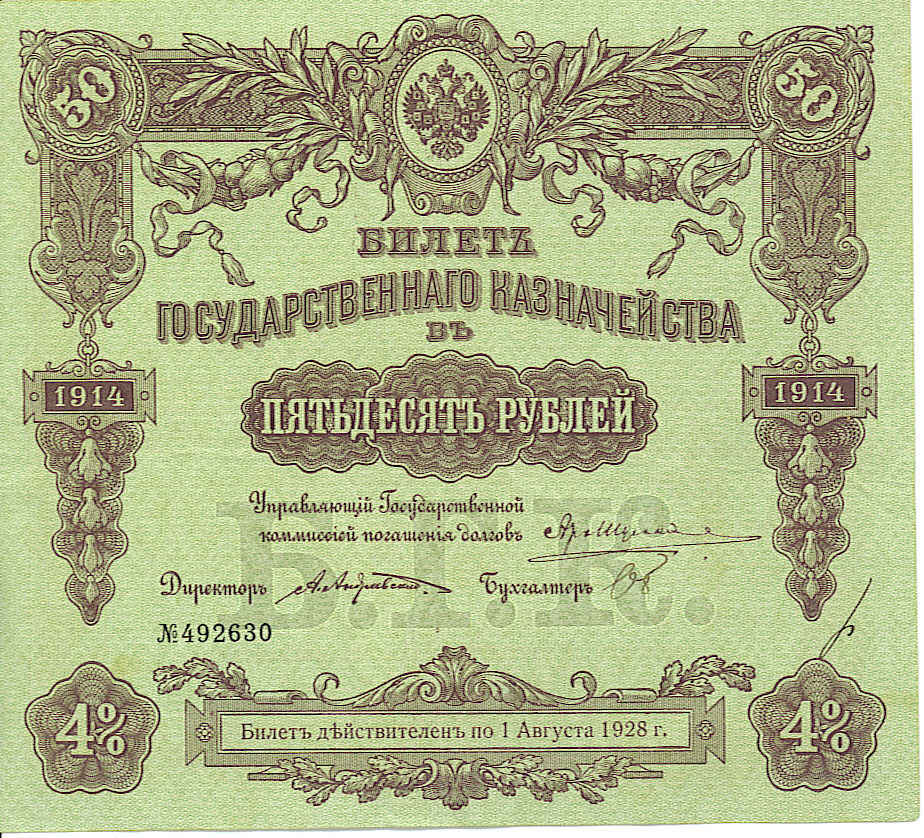 50 50
БИЛЕТЪ
ГОСУДАРСТВЕННАГО КАЗНАЧЕЙСТВА
ВЪ
1914 1914
ПЯТЬДЕСЯТЪ РУБЛЕЙ
Управляющій Государственной
коммиссіей погашенія долговъ
Директоръ Бухгалтеръ
№492630
Б.Г.К.
4% 4%
Билетъ дѣйствителенъ по 1 Августа 1928 г.